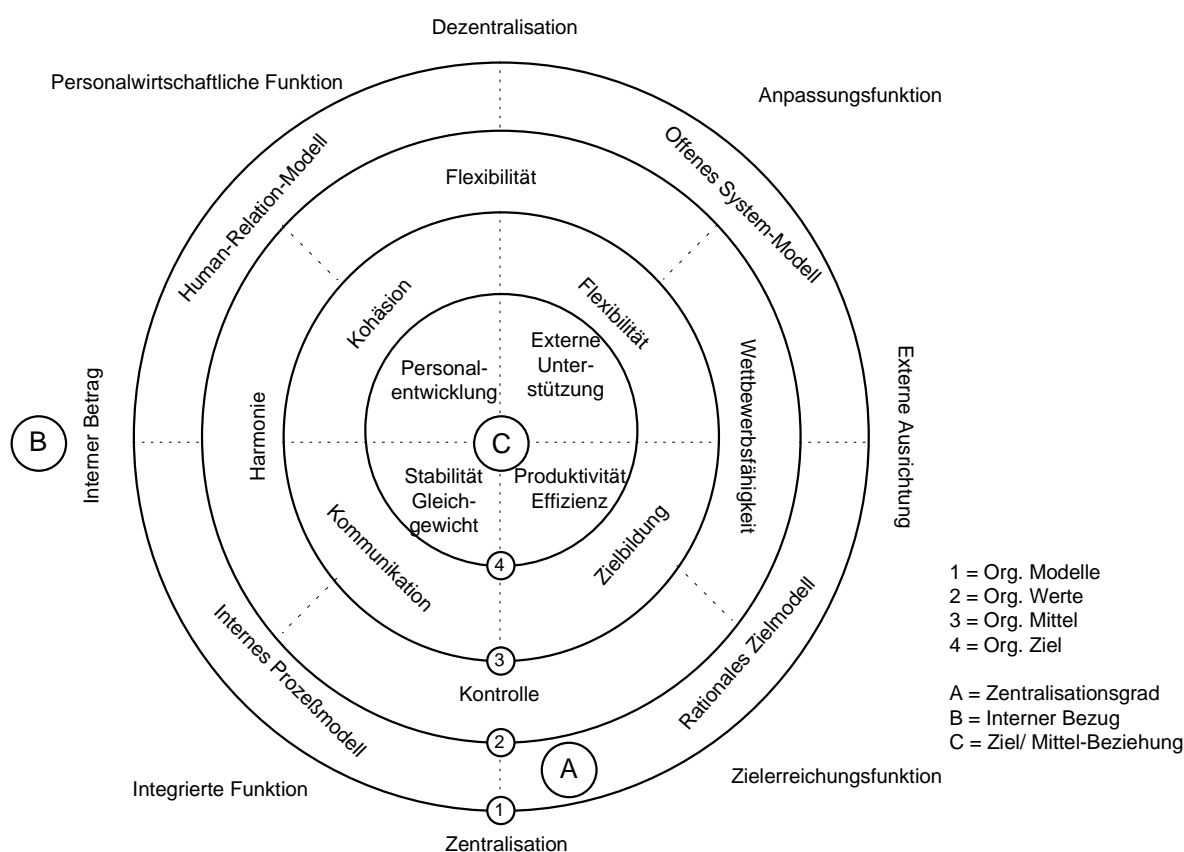 Dezentralisation
Personalwirtschaftliche Funktion
Anpassungsfunktion
Human-Relation-Modell
Offenes System-Modell
Flexibilität
Kohäsion
Flexibilität
Externe
Unter-
stützung
Personal-
entwicklung
Harmonie
Wettbewerbsfähigkeit
Interner Betrag
Externe Ausrichtung
B
C
Stabilität
Gleich-
gewicht
Produktivität
Effizienz
Kommunikation
Zielbildung
4
Internes Prozeßmodell
Rationales Zielmodell
3
Kontrolle
2
A
1
Integrierte Funktion
Zielerreichungsfunktion
Zentralisation
1 = Org. Modelle
2 = Org. Werte
3 = Org. Mittel
4 = Org. Ziel
A = Zentralisationsgrad
B = Interner Bezug
C = Ziel/ Mittel-Beziehung